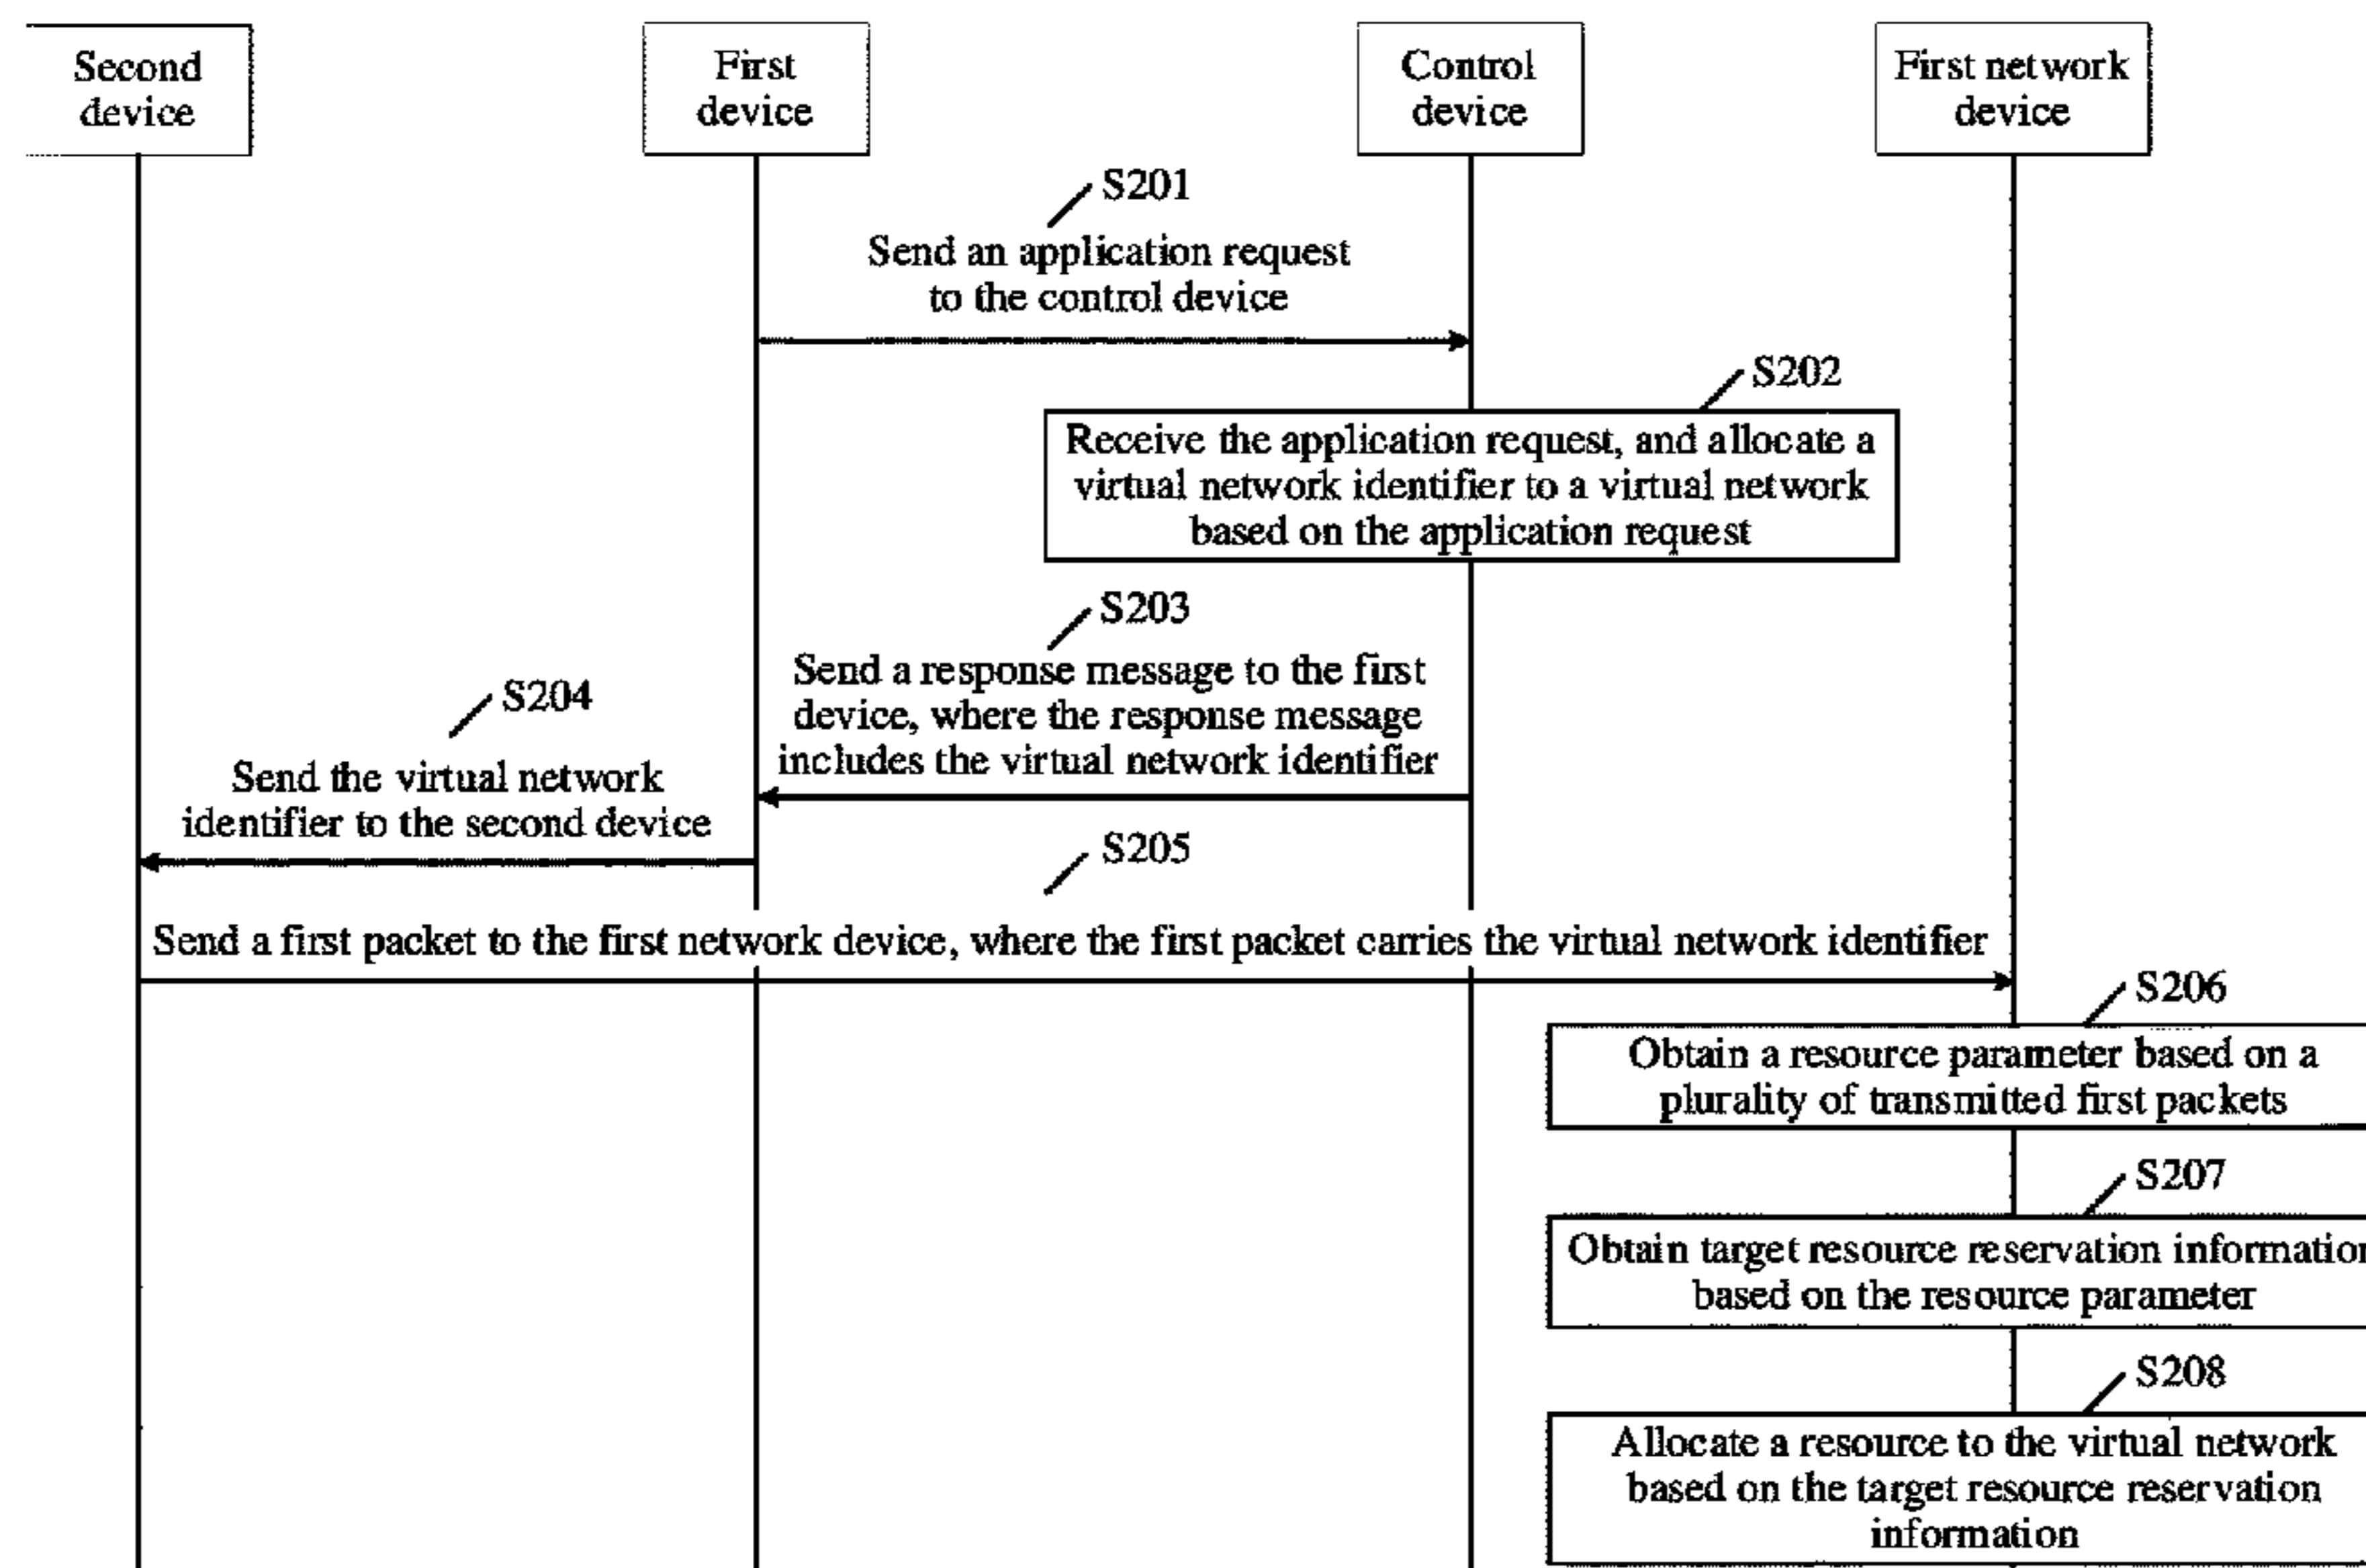 Second
device
First
device
Control
device
First network
device
S201
Send an application request
to the control device
S202
Receive the application request, and allocate a
virtual network identifier to a virtual network
based on the application request
S203
Send a response message to the first
device, where the response message
includes the virtual network identifier
S204
Send the virtual network
identifier to the second device
S205
Send a first packet to the first network device, where the first packet carries the virtual network identifier
S206
Obtain a resource parameter based on a
plurality of transmitted first packets
S207
Obtain target resource reservation information
based on the resource parameter
S208
Allocate a resource to the virtual network
based on the target resource reservation
information